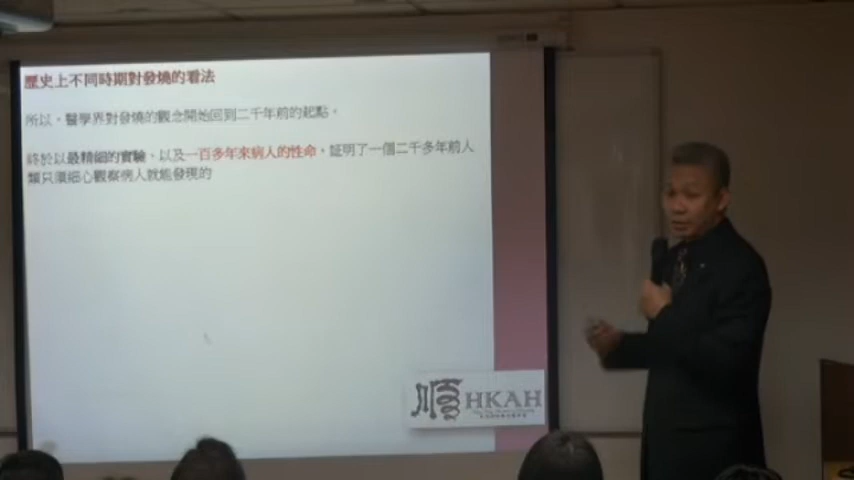 歷史上不同時期對發燒的看法
所以，醫學界對發燒的觀念開始回到二千年前的起點。
終於以最精細的實驗、以及一百多年來病人的性命，証明了一個二千多年前人
類只須細心觀察病人就能發現的
順 HKAH